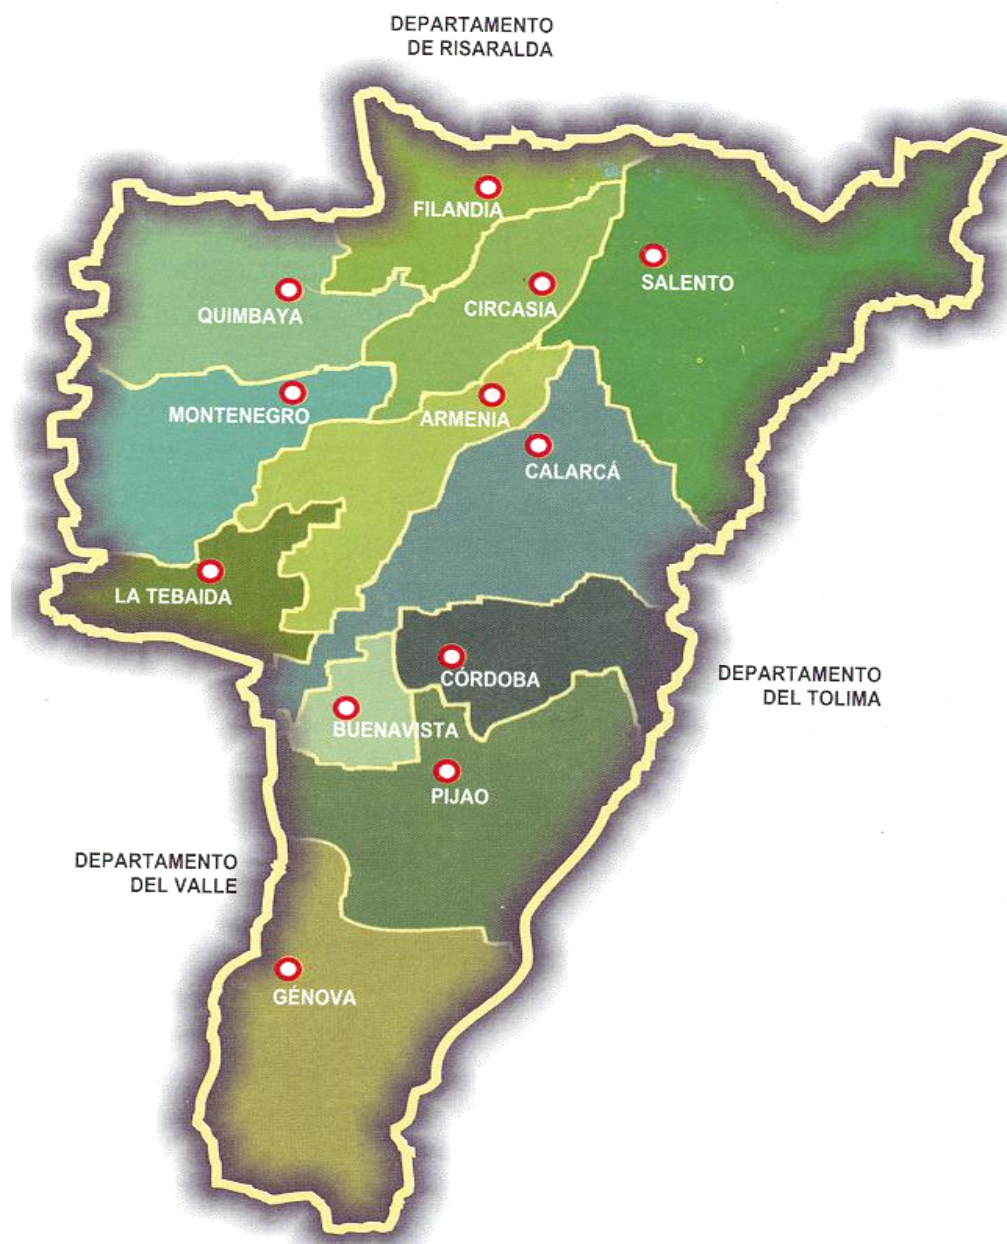 DEPARTAMENTO
DE RISARALDA
FILANDIA
SALENTO
CIRCASIA
QUIMBAYA
MONTENEGRO
ARMENIA
CALARCÁ
LA TEBAIDA
CÓRDOBA
DEPARTAMENTO
DEL TOLIMA
BUENAVISTA
PIJAO
DEPARTAMENTO
DEL VALLE
GÉNOVA